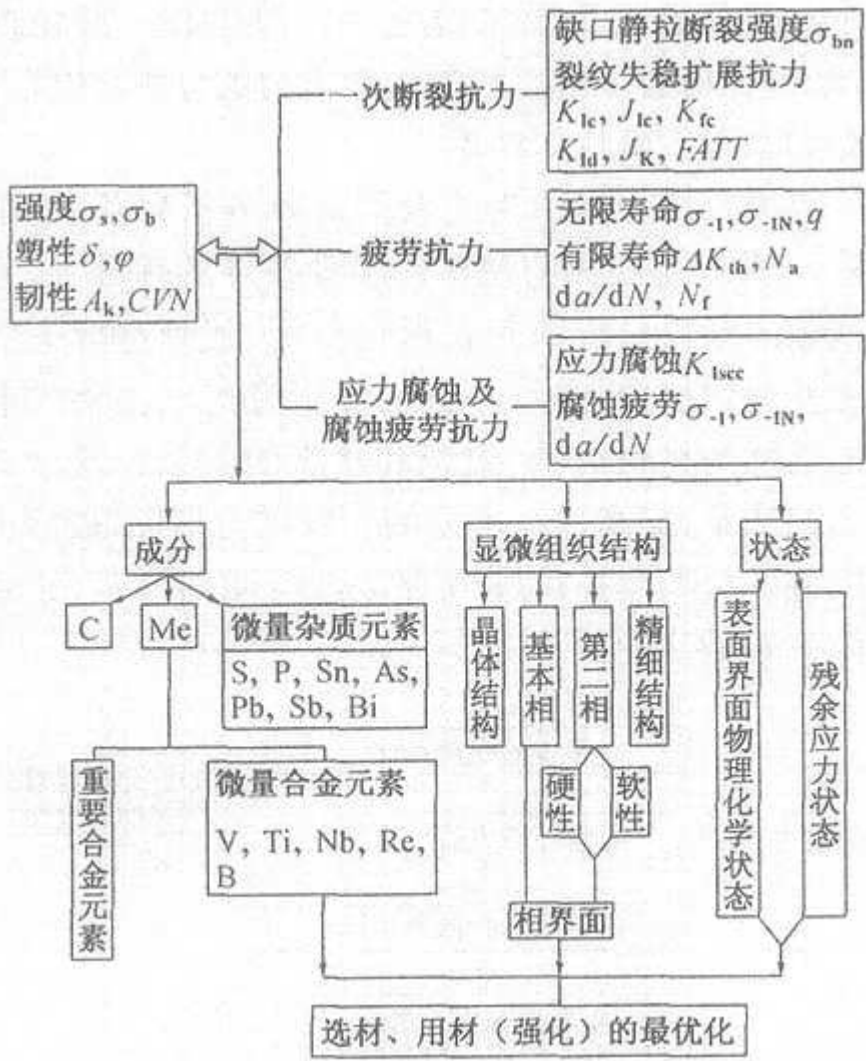 缺口静拉断裂强度σbn
裂纹失稳扩展抗力
KIc, JIc, Kfc
KId, JK, FATT
次断裂抗力
强度σs,σb
塑性δ,φ
韧性Ak,CVN
疲劳抗力
无限寿命σ-1,σ-1N,q
有限寿命ΔKth,Na
da/dN, Nf
应力腐蚀及
腐蚀疲劳抗力
应力腐蚀KIscc
腐蚀疲劳σ-1,σ-1N,
da/dN
成分
显微组织结构
状态
C
Me
微量杂质元素
S, P, Sn, As,
Pb, Sb, Bi
晶体结构
基本相
第二相
精细结构
表面界面物理化学状态
残余应力状态
重要合金元素
微量合金元素
V, Ti, Nb, Re,
B
硬性
软性
相界面
选材、用材（强化）的最优化